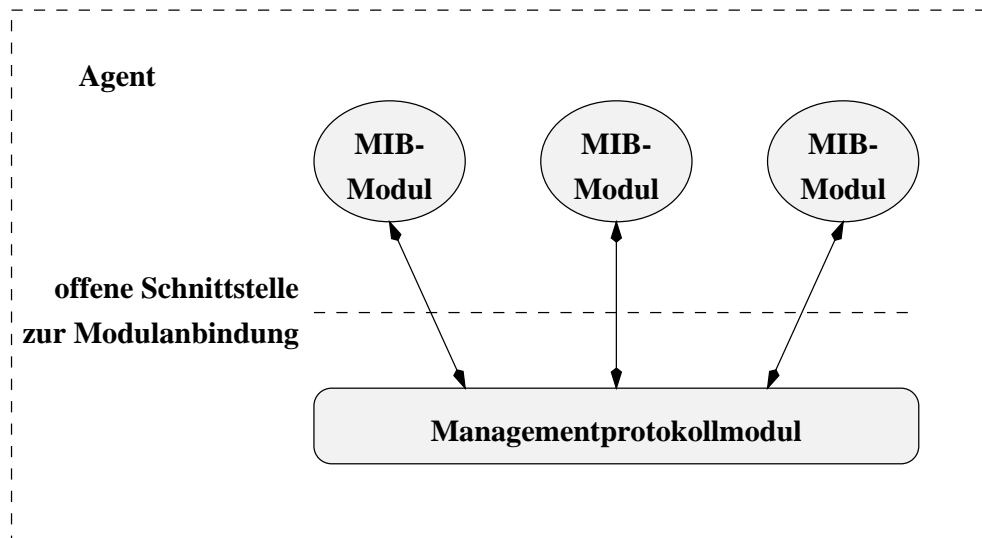 Agent
MIB-
Modul
MIB-
Modul
MIB-
Modul
offene Schnittstelle
zur Modulanbindung
Managementprotokollmodul